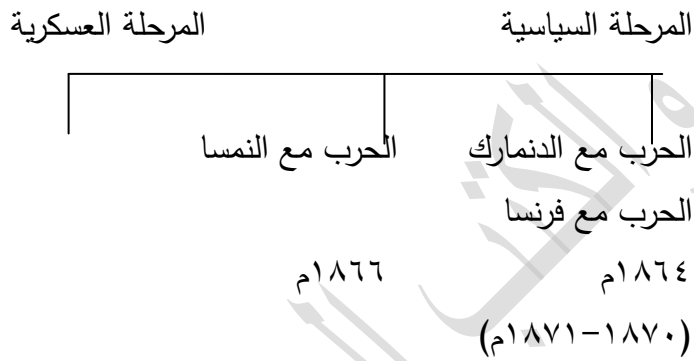 المرحلة السياسية المرحلة العسكرية
الحرب مع الدنمارك الحرب مع النمسا
الحرب مع فرنسا
١٨٦٤م ١٨٦٦م
(١٨٧٠-١٨٧١م)